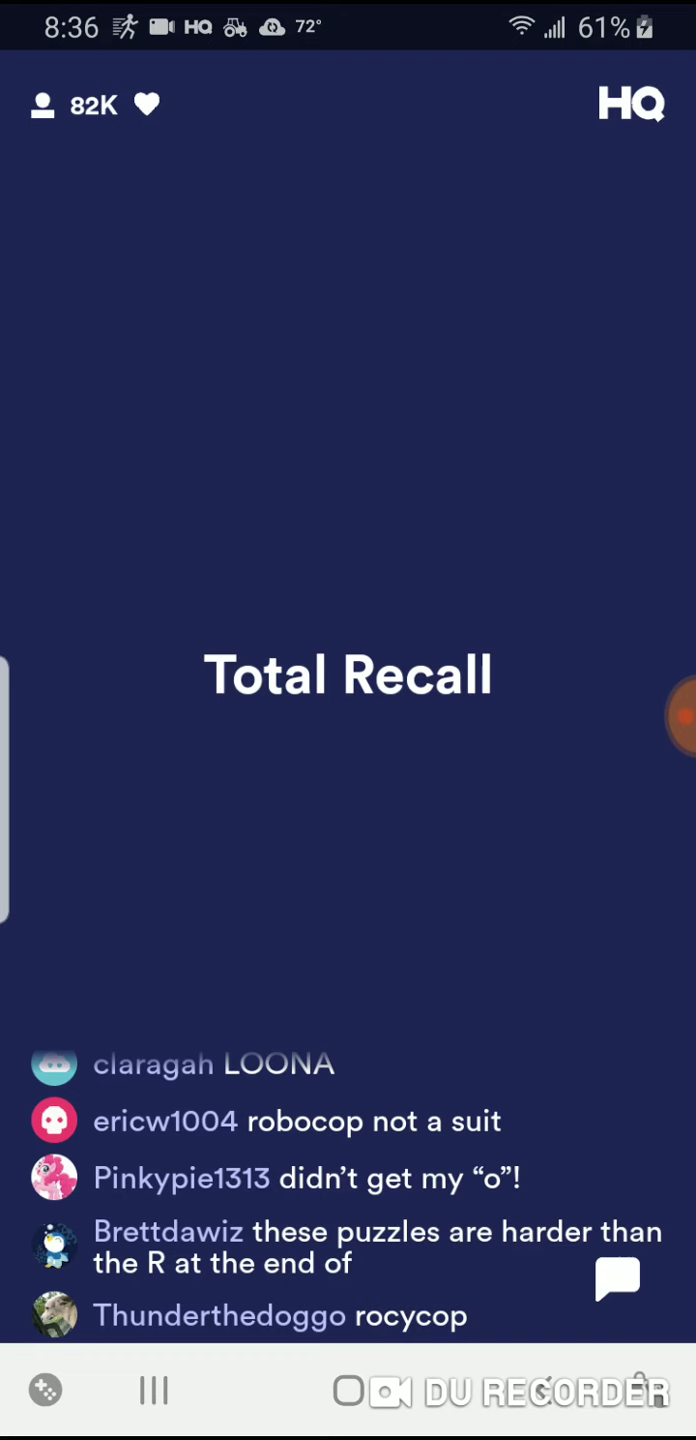 8:36 HQ 72° 61%
82K HQ
Total Recall
claragah LOONA
ericw1004 robocop not a suit
Pinkypie1313 didn't get my “o”!
Brettdawiz these puzzles are harder than
the R at the end of
Thunderthedoggo rocycop
DU RECORDER